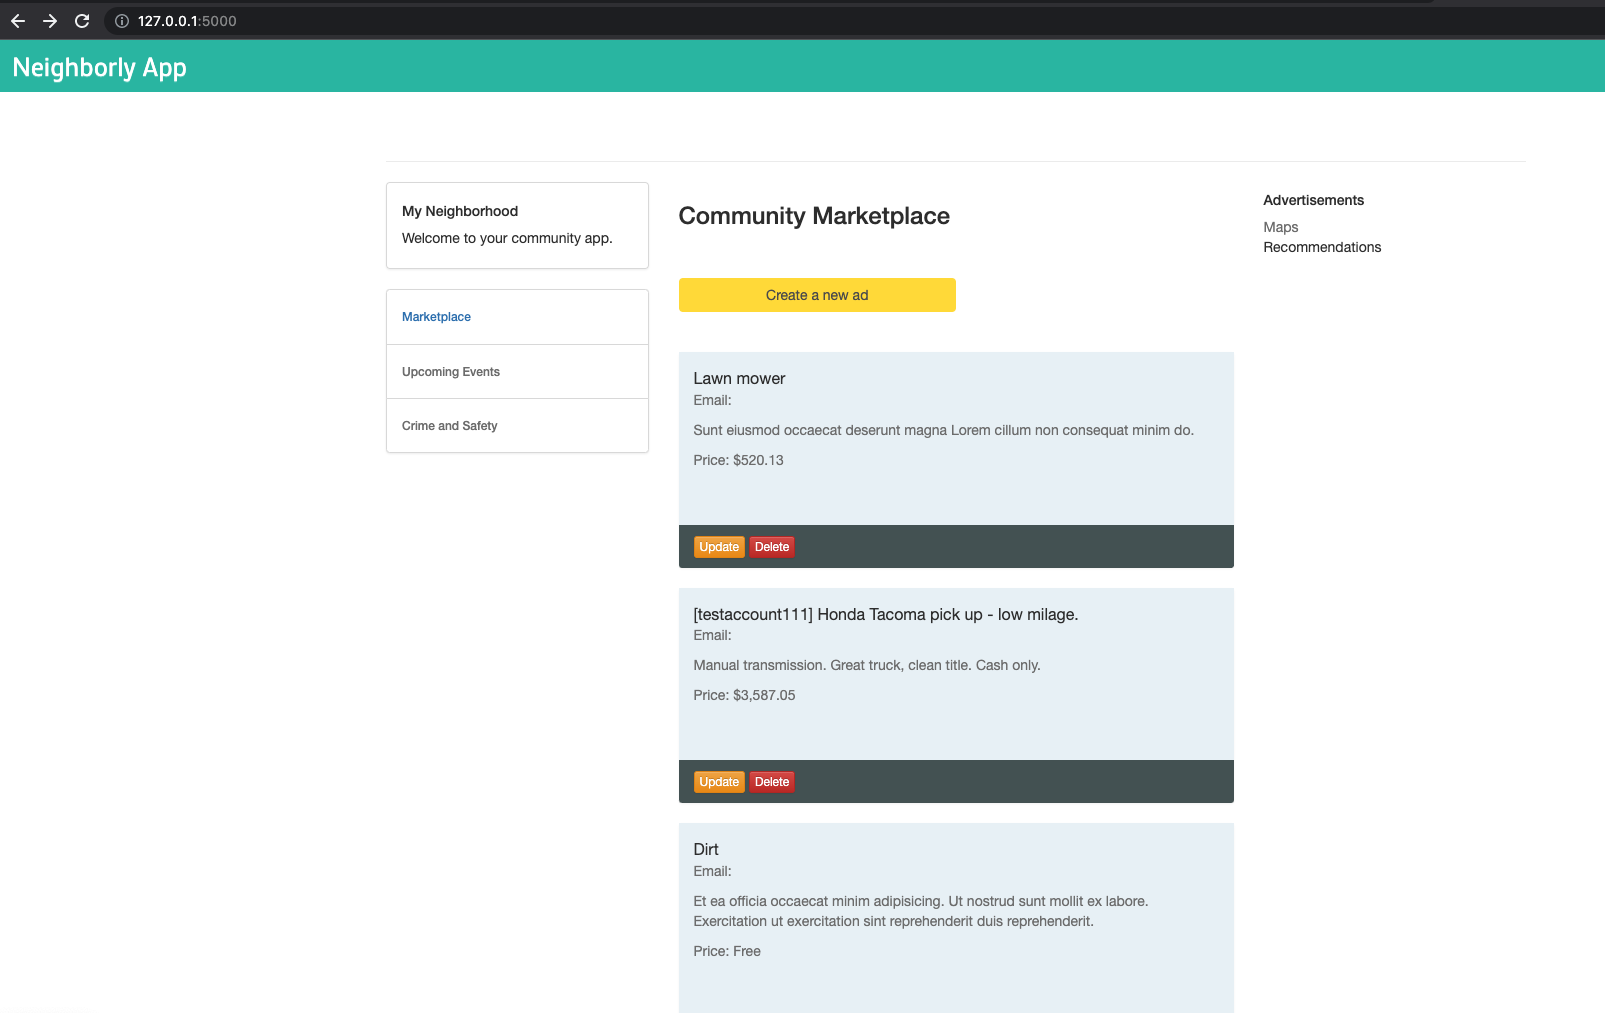 127.0.0.1:5000
Neighborly App
My Neighborhood
Welcome to your community app.
Marketplace
Upcoming Events
Crime and Safety
Community Marketplace
Create a new ad
Lawn mower
Email:
Sunt eiusmod occaecat deserunt magna Lorem cillum non consequat minim do.
Price: $520.13
Update Delete
[testaccount111] Honda Tacoma pick up - low milage.
Email:
Manual transmission. Great truck, clean title. Cash only.
Price: $3,587.05
Update Delete
Dirt
Email:
Et ea officia occaecat minim adipisicing. Ut nostrud sunt mollit ex labore.
Exercitation ut exercitation sint reprehenderit duis reprehenderit.
Price: Free
Advertisements
Maps
Recommendations